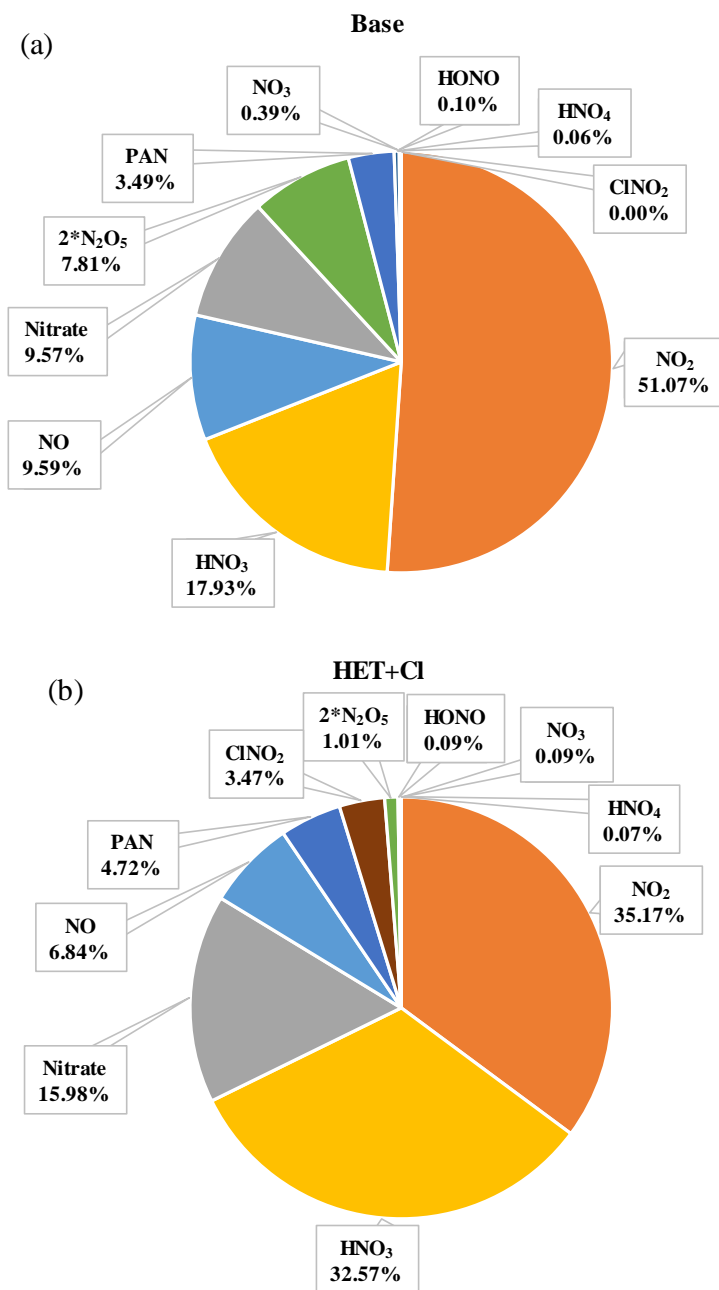 (a)
Base
NO₃
0.39%
HONO
0.10%
HNO₄
0.06%
PAN
3.49%
ClNO₂
0.00%
2*N₂O₅
7.81%
Nitrate
9.57%
NO₂
51.07%
NO
9.59%
HNO₃
17.93%
(b)
HET+Cl
2*N₂O₅
1.01%
HONO
0.09%
NO₃
0.09%
ClNO₂
3.47%
HNO₄
0.07%
PAN
4.72%
NO₂
35.17%
NO
6.84%
Nitrate
15.98%
HNO₃
32.57%